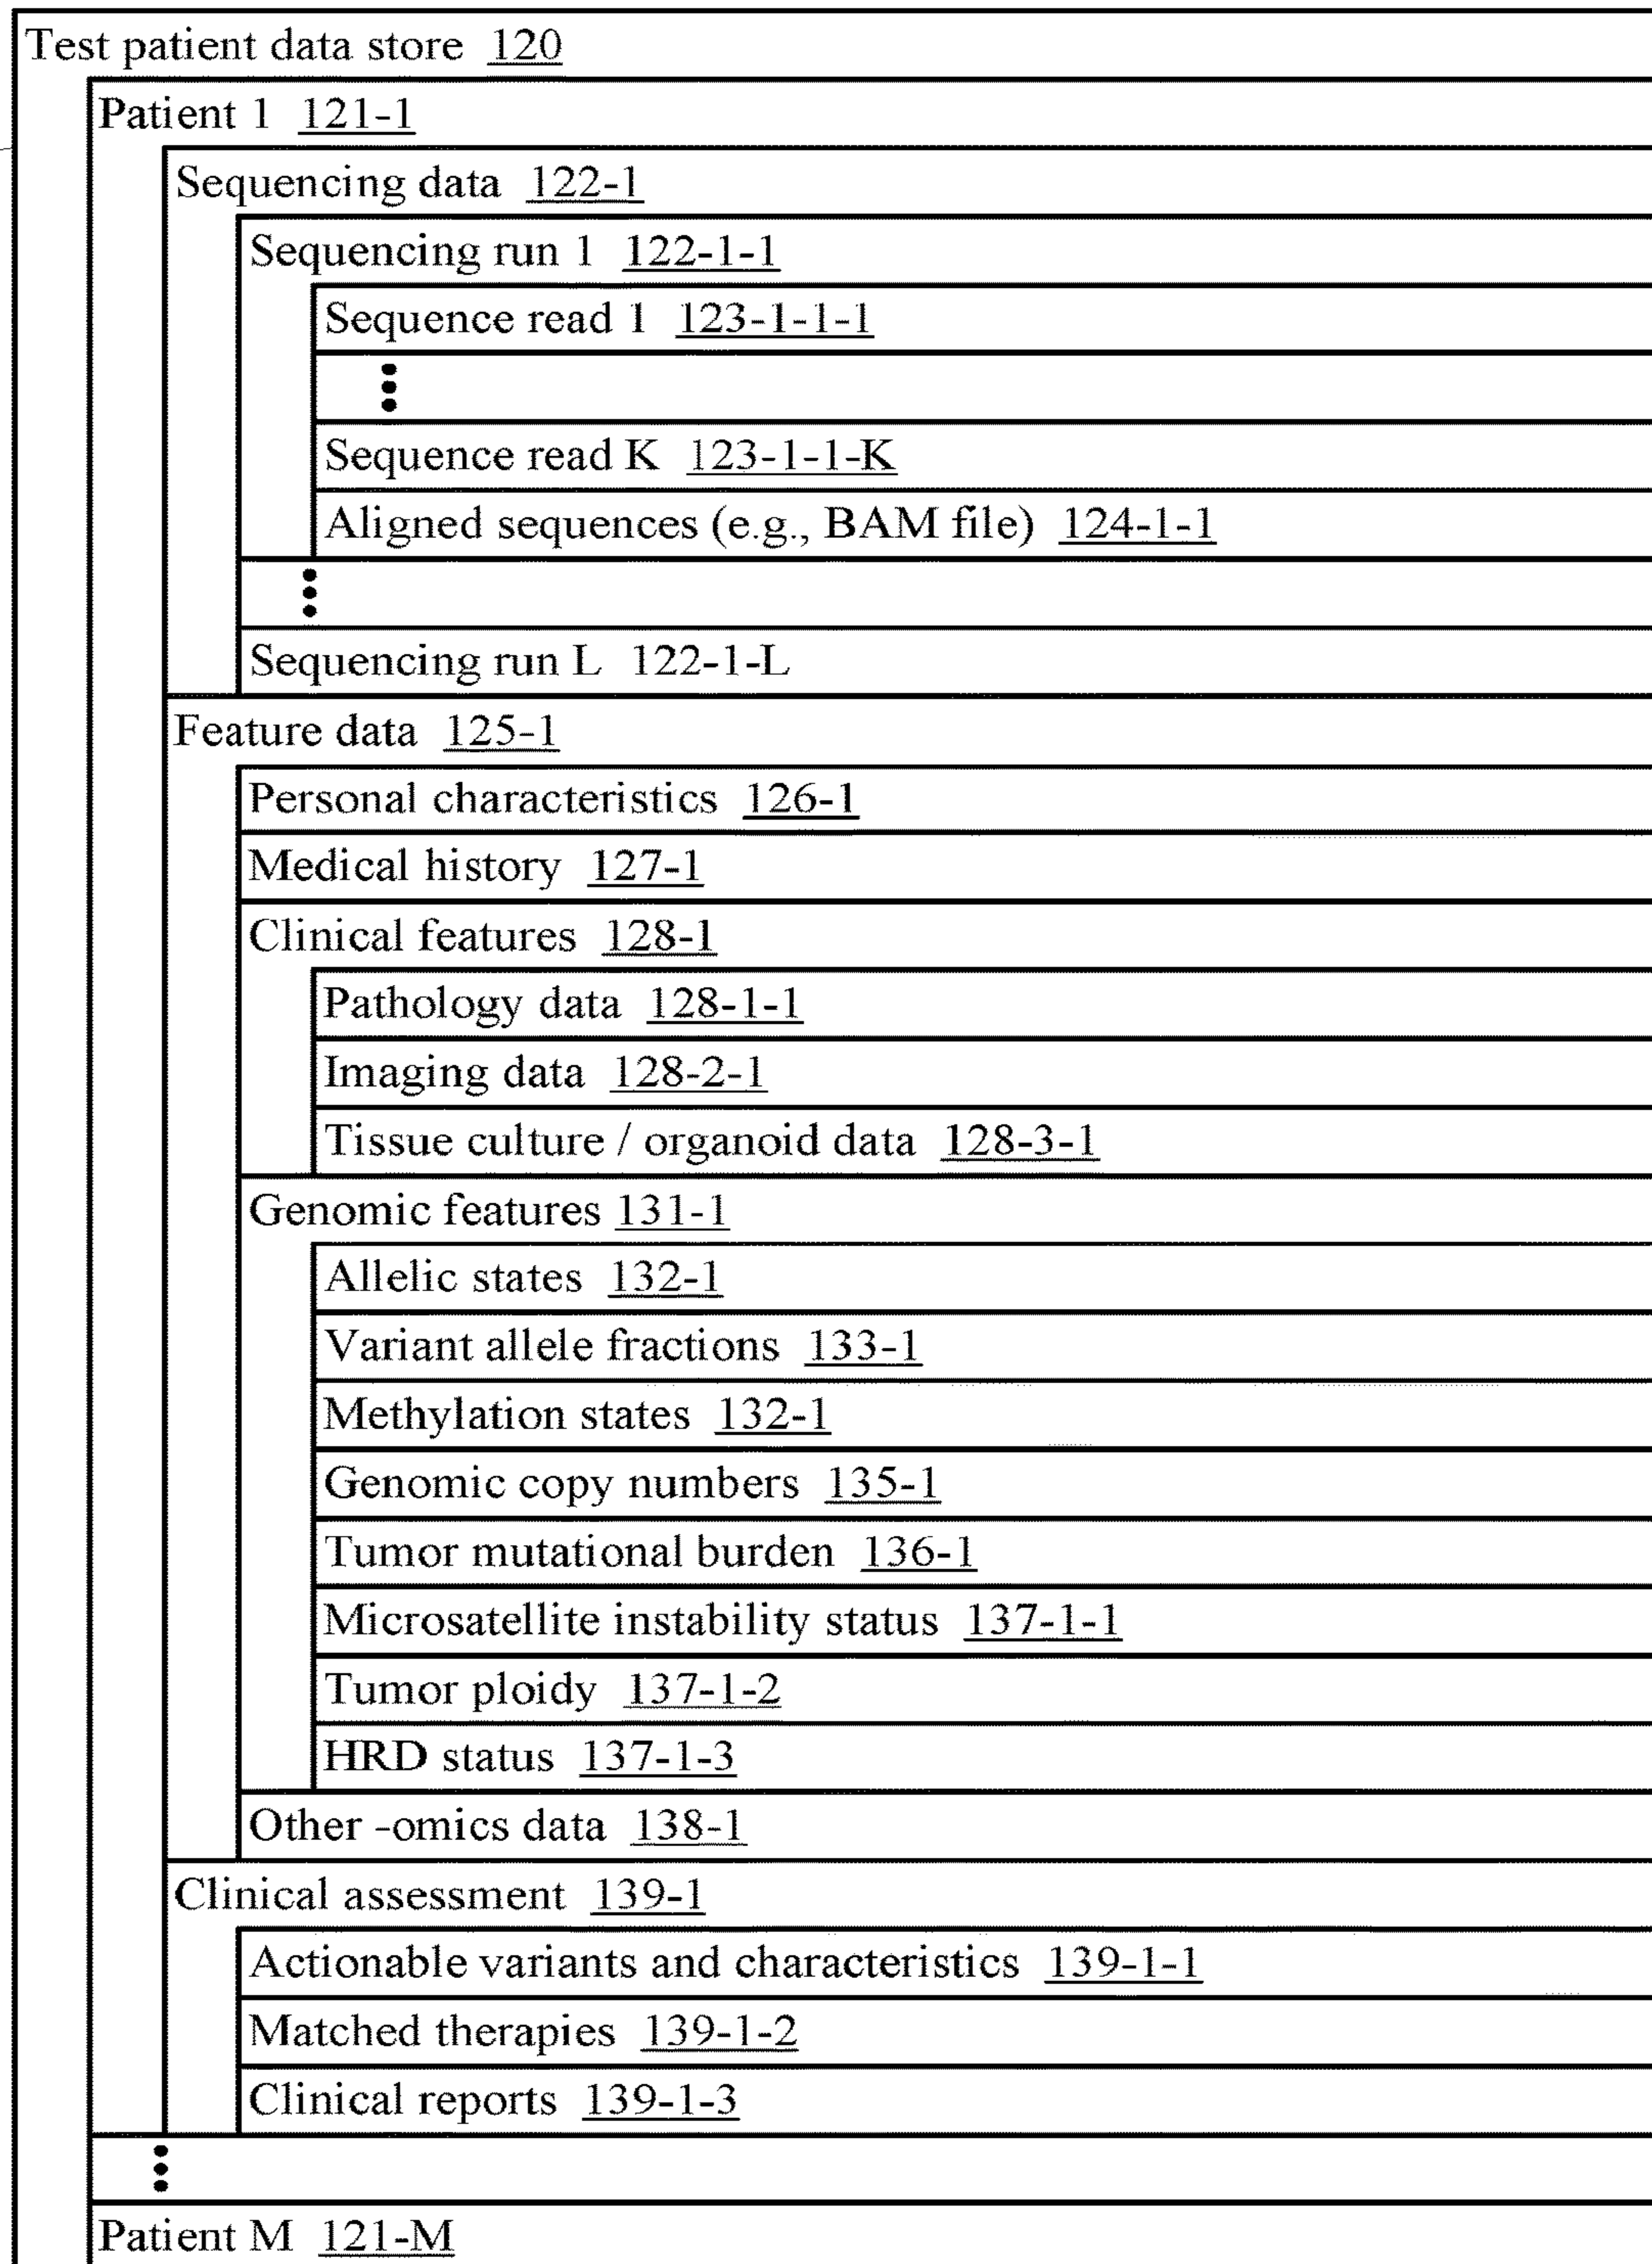 Test patient data store 120
Patient 1 121-1
Sequencing data 122-1
Sequencing run 1 122-1-1
Sequence read 1 123-1-1-1
Sequence read K 123-1-1-K
Aligned sequences (e.g., BAM file) 124-1-1
Sequencing run L 122-1-L
Feature data 125-1
Personal characteristics 126-1
Medical history 127-1
Clinical features 128-1
Pathology data 128-1-1
Imaging data 128-2-1
Tissue culture / organoid data 128-3-1
Genomic features 131-1
Allelic states 132-1
Variant allele fractions 133-1
Methylation states 132-1
Genomic copy numbers 135-1
Tumor mutational burden 136-1
Microsatellite instability status 137-1-1
Tumor ploidy 137-1-2
HRD status 137-1-3
Other -omics data 138-1
Clinical assessment 139-1
Actionable variants and characteristics 139-1-1
Matched therapies 139-1-2
Clinical reports 139-1-3
Patient M 121-M